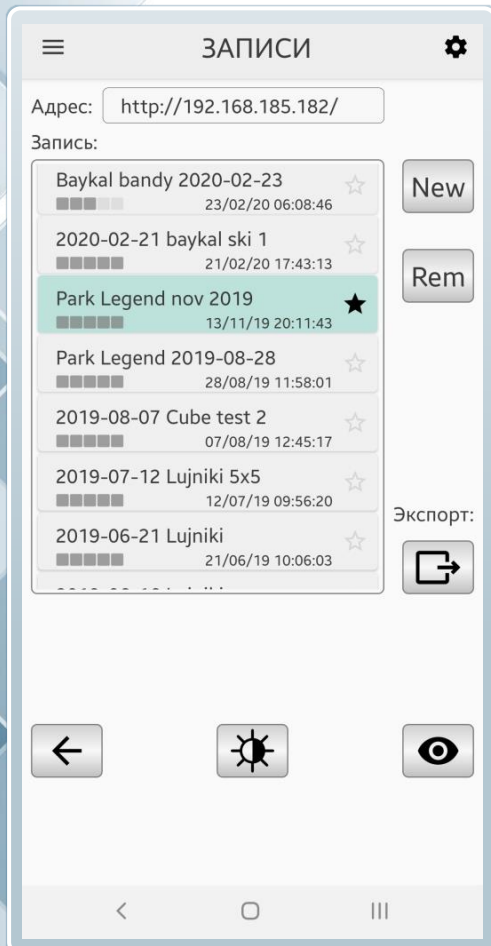 ЗАПИСИ
Адрес: http://192.168.185.182/
Запись:
Baykal bandy 2020-02-23
23/02/20 06:08:46
New
2020-02-21 baykal ski 1
21/02/20 17:43:13
Rem
Park Legend nov 2019
13/11/19 20:11:43
Park Legend 2019-08-28
28/08/19 11:58:01
2019-08-07 Cube test 2
07/08/19 12:45:17
2019-07-12 Lujniki 5x5
12/07/19 09:56:20
2019-06-21 Lujniki
21/06/19 10:06:03
Экспорт: